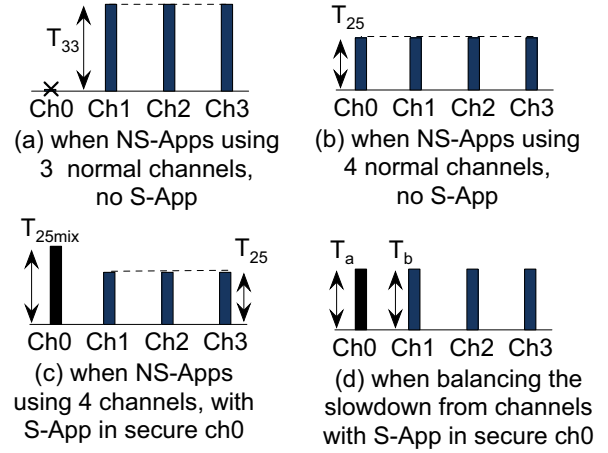 T33
Ch0 Ch1 Ch2 Ch3
(a) when NS-Apps using
3 normal channels,
no S-App
T25
Ch0 Ch1 Ch2 Ch3
(b) when NS-Apps using
4 normal channels,
no S-App
T25mix
T25
Ch0 Ch1 Ch2 Ch3
(c) when NS-Apps
using 4 channels, with
S-App in secure ch0
Ta Tb
Ch0 Ch1 Ch2 Ch3
(d) when balancing the
slowdown from channels
with S-App in secure ch0